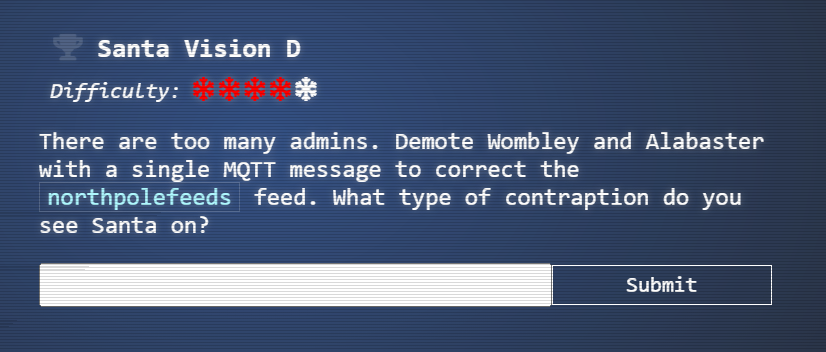 Santa Vision D
Difficulty:
There are too many admins. Demote Wombley and Alabaster
with a single MQTT message to correct the
northpolefeeds feed. What type of contraption do you
see Santa on?
Submit